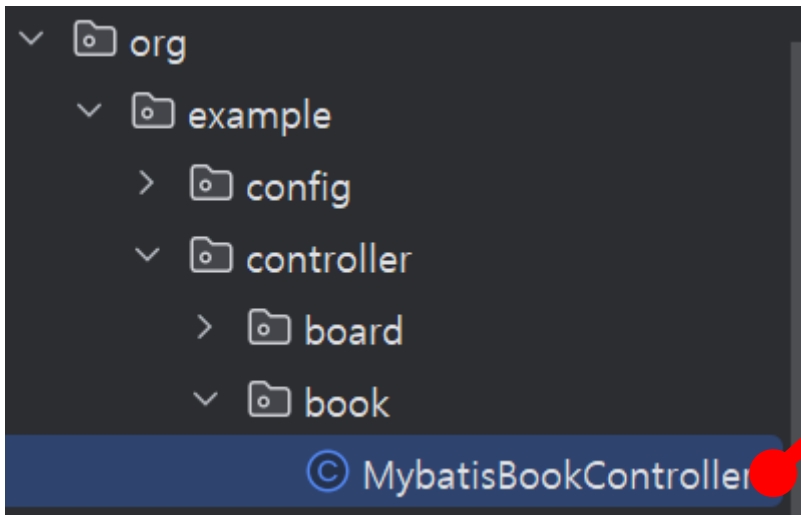 org
example
config
controller
board
book
MybatisBookController